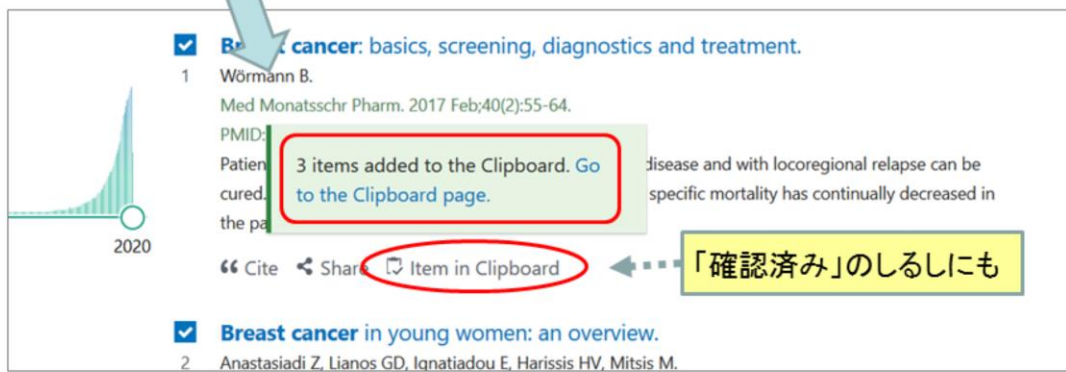 Breast cancer: basics, screening, diagnostics and treatment.
1 Wörmann B.
Med Monatsschr Pharm. 2017 Feb;40(2):55-64.
PMID:
3 items added to the Clipboard. Go
to the Clipboard page.
Patien disease and with locoregional relapse can be
cured. specific mortality has continually decreased in
the pa
2020
Cite Share Item in Clipboard
「確認済み」のしるしにも
Breast cancer in young women: an overview.
2 Anastasiadi Z, Lianos GD, Ignatiadou E, Harissis HV, Mitsis M.